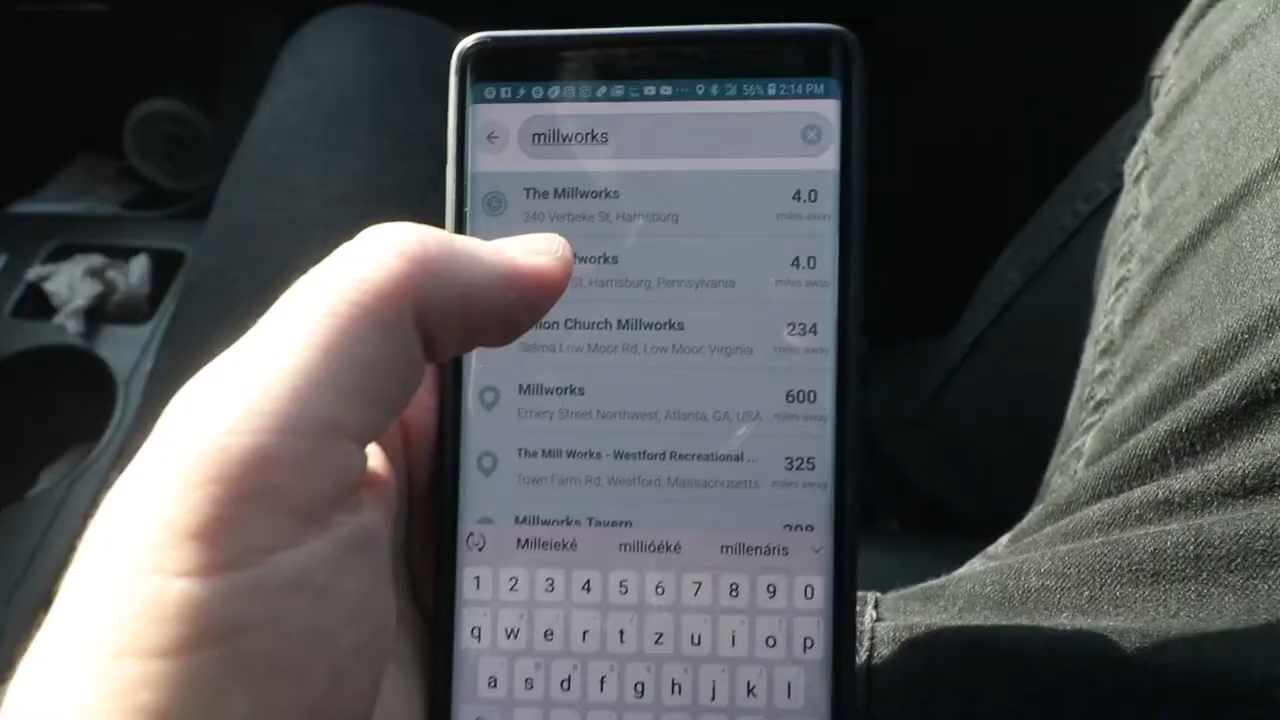 56% 2:14 PM
millworks
The Millworks 4.0
240 Verbeke St, Harrisburg miles away
4.0
St, Harrisburg, Pennsylvania miles away
Church Millworks 234
Selma Low Moor Rd, Low Moor, Virginia miles away
Millworks 600
Emery Street Northwest, Atlanta, GA, USA miles away
The Mill Works - Westford Recreational ... 325
Town Farm Rd, Westford, Massachusetts miles away
Millworks Tavern
Milleieké millióéké millenáris
1 2 3 4 5 6 7 8 9 0
q w e r t z u i o p
a s d f g h j k l